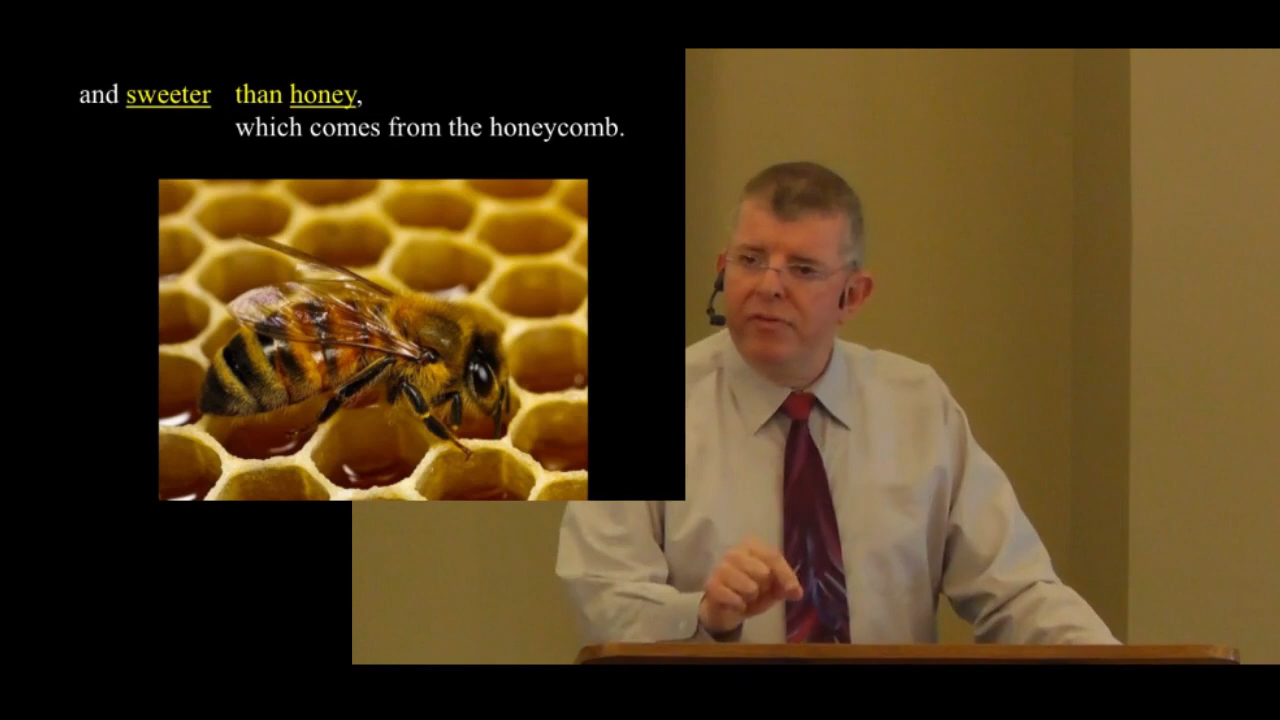 and sweeter than honey,
which comes from the honeycomb.